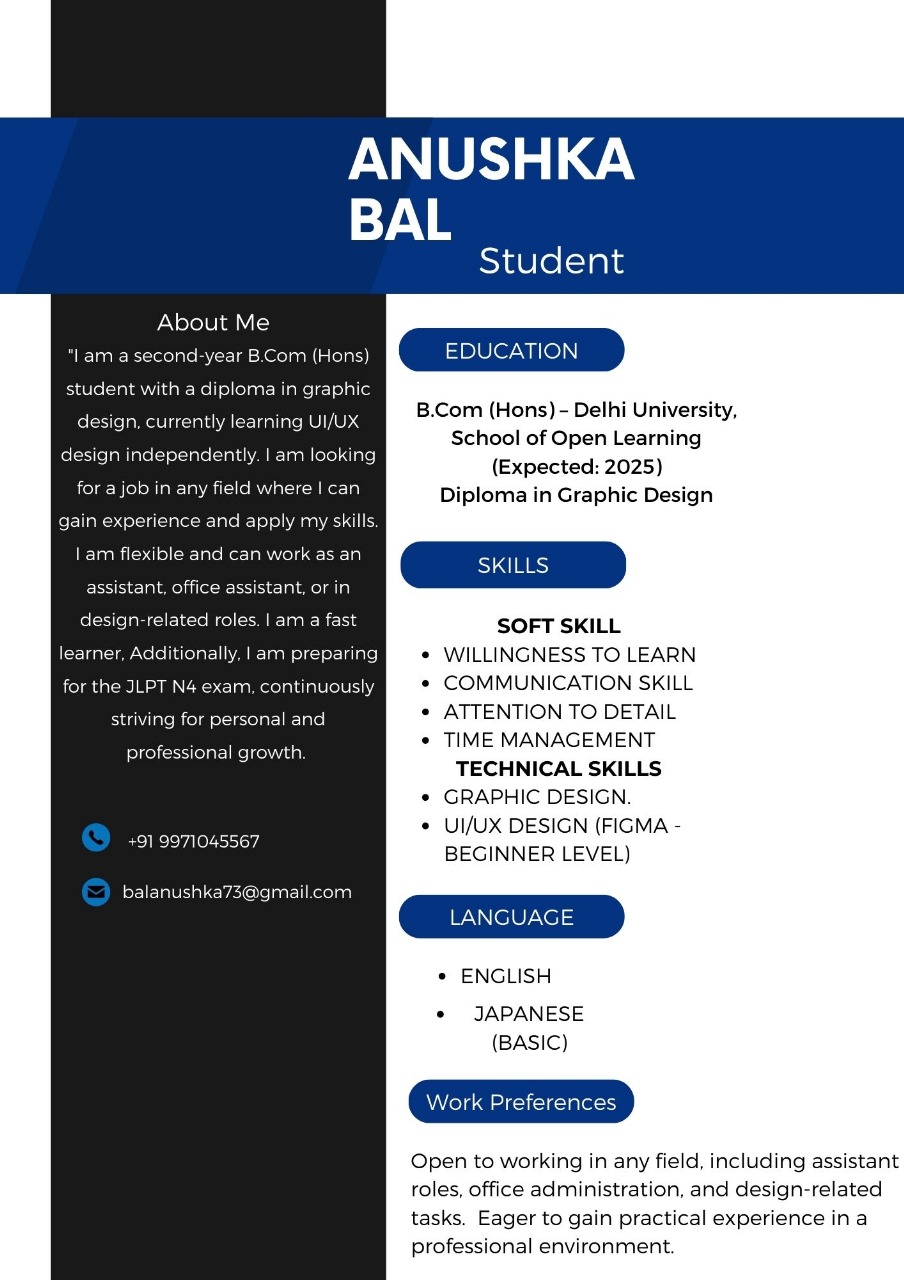 ANUSHKA
BAL
Student
About Me
"I am a second-year B.Com (Hons)
student with a diploma in graphic
design, currently learning UI/UX
design independently. I am looking
for a job in any field where I can
gain experience and apply my skills.
I am flexible and can work as an
assistant, office assistant, or in
design-related roles. I am a fast
learner, Additionally, I am preparing
for the JLPT N4 exam, continuously
striving for personal and
professional growth.
+91 9971045567
balanushka73@gmail.com
EDUCATION
B.Com (Hons) – Delhi University,
School of Open Learning
(Expected: 2025)
Diploma in Graphic Design
SKILLS
SOFT SKILL
• WILLINGNESS TO LEARN
• COMMUNICATION SKILL
• ATTENTION TO DETAIL
• TIME MANAGEMENT
TECHNICAL SKILLS
• GRAPHIC DESIGN.
• UI/UX DESIGN (FIGMA -
BEGINNER LEVEL)
LANGUAGE
• ENGLISH
• JAPANESE
(BASIC)
Work Preferences
Open to working in any field, including assistant
roles, office administration, and design-related
tasks.  Eager to gain practical experience in a
professional environment.